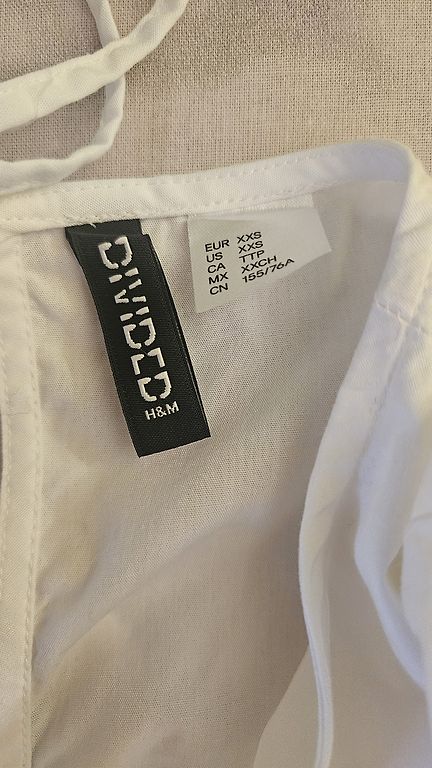 DIVIDED
H&M
EUR XXS
US XXS
CA TTP
MX XXCH
CN 155/76A